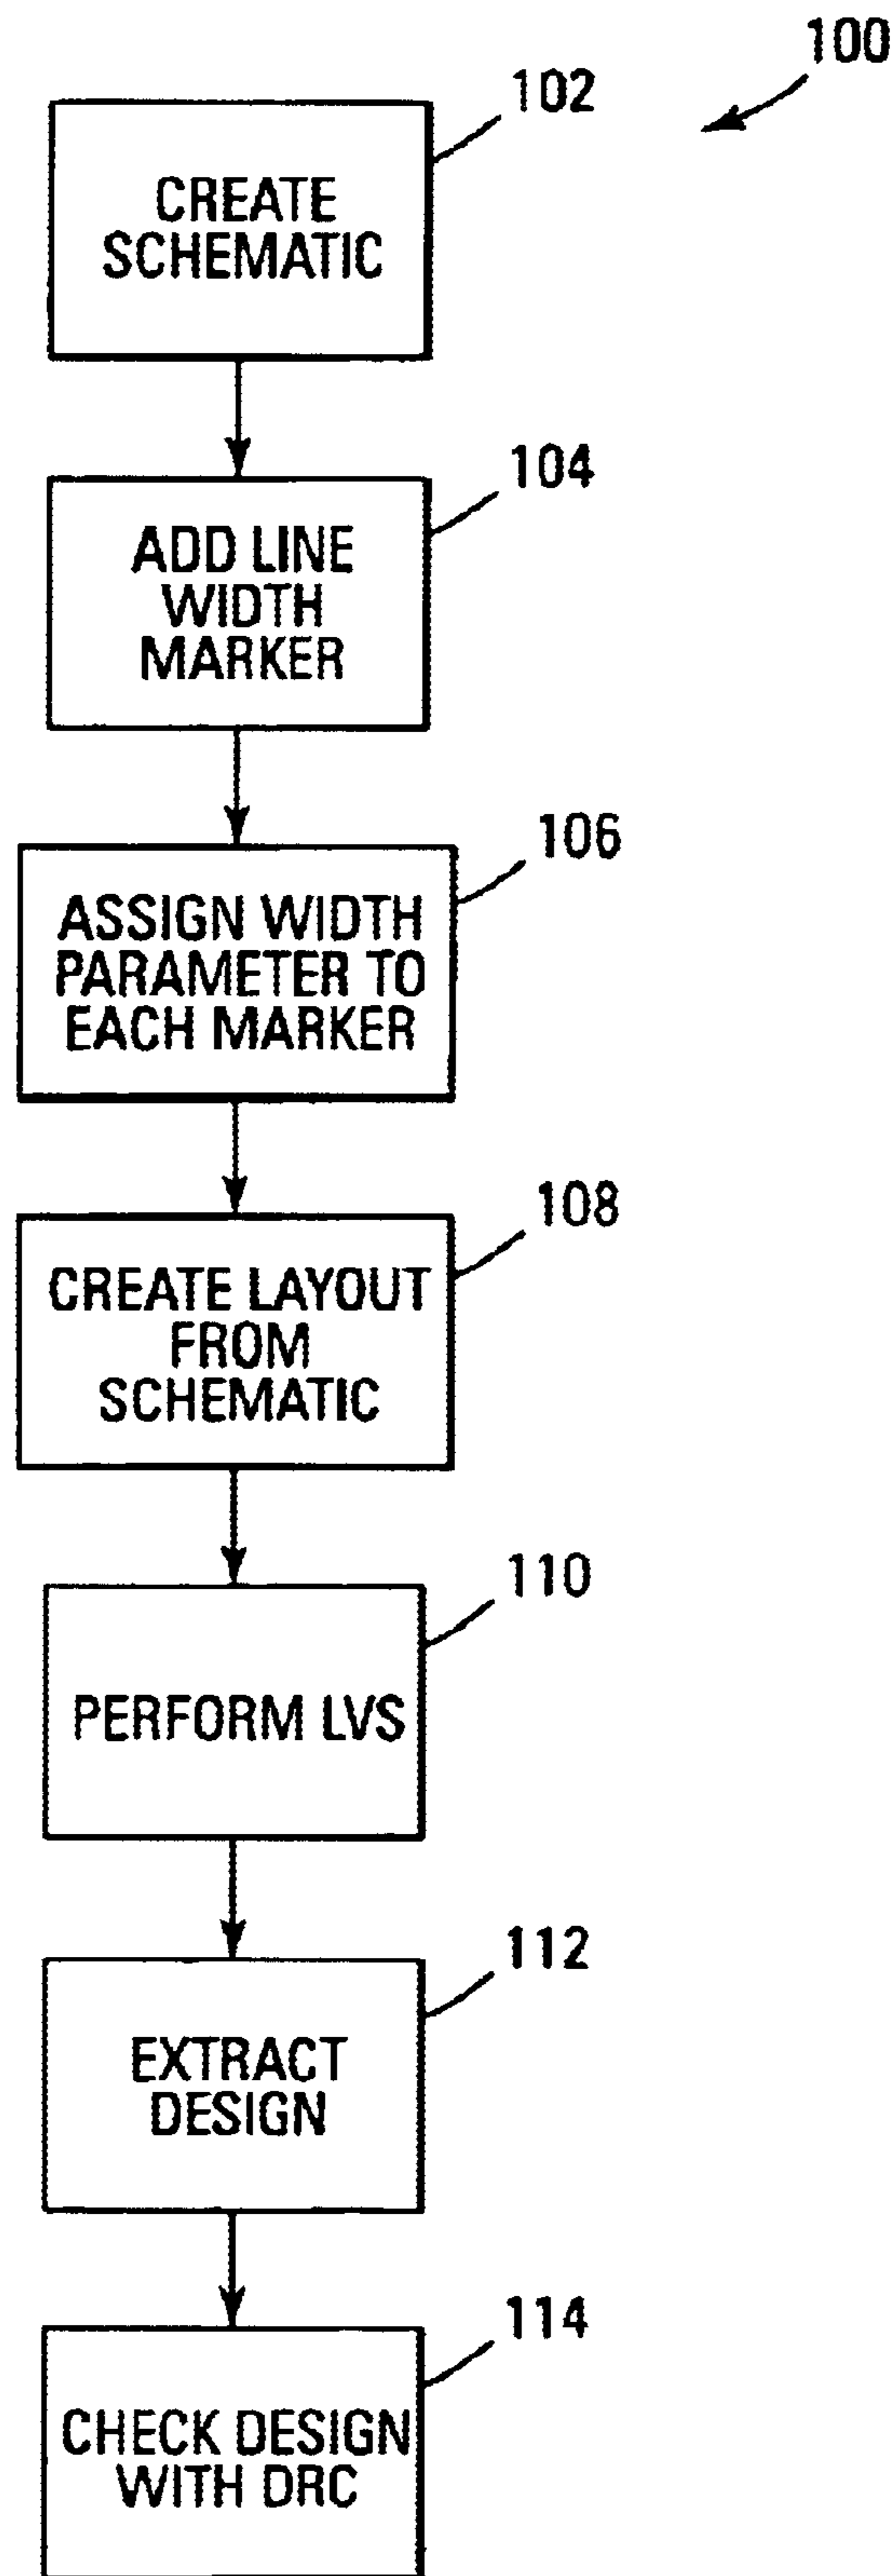 100
102
CREATE
SCHEMATIC
104
ADD LINE
WIDTH
MARKER
106
ASSIGN WIDTH
PARAMETER TO
EACH MARKER
108
CREATE LAYOUT
FROM
SCHEMATIC
110
PERFORM LVS
112
EXTRACT
DESIGN
114
CHECK DESIGN
WITH DRC